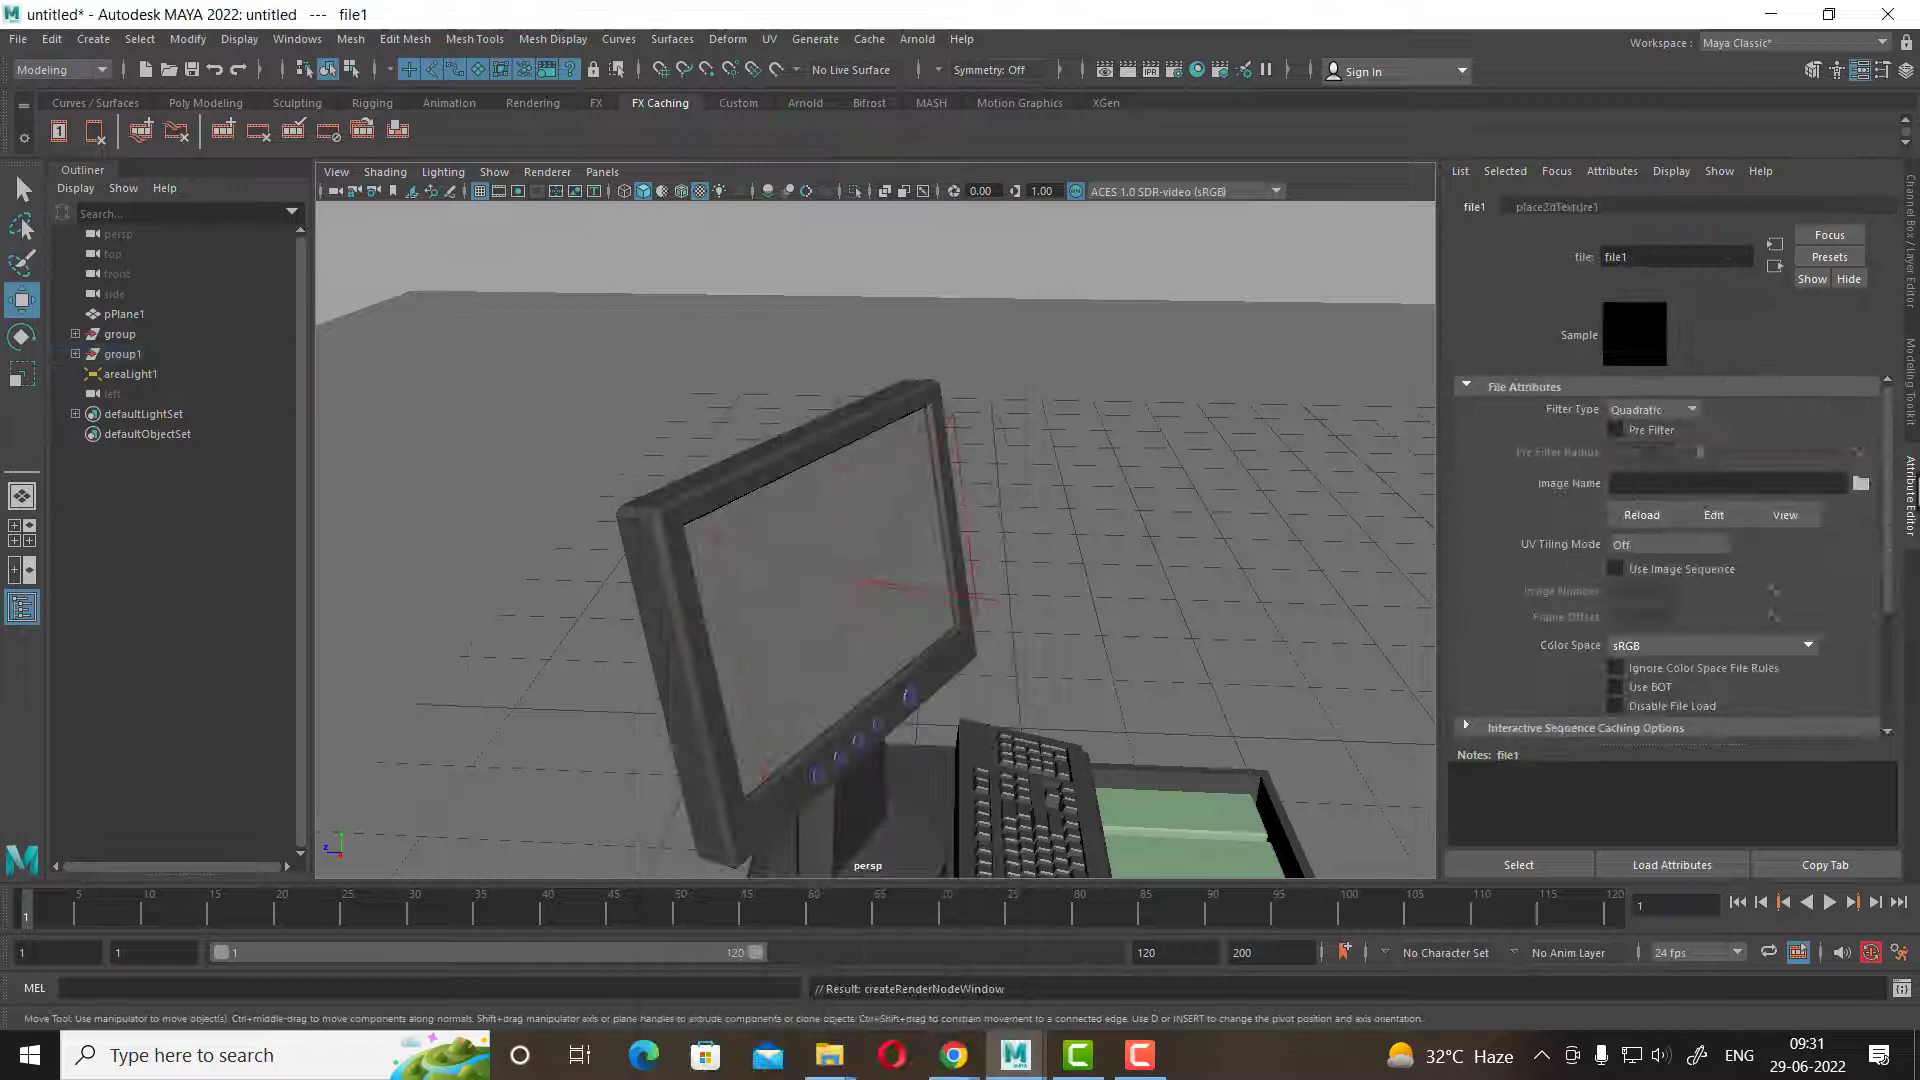 untitled* - Autodesk MAYA 2022: untitled   ---   file1
File Edit Create Select Modify Display Windows Mesh Edit Mesh Mesh Tools Mesh Display Curves Surfaces Deform UV Generate Cache Arnold Help
Workspace : Maya Classic*
Modeling No Live Surface Symmetry: Off Sign In
Curves / Surfaces Poly Modeling Sculpting Rigging Animation Rendering FX FX Caching Custom Arnold Bifrost MASH Motion Graphics XGen
Outliner
Display Show Help
Search...
persp
top
front
side
pPlane1
group
group1
areaLight1
left
defaultLightSet
defaultObjectSet
View Shading Lighting Show Renderer Panels
0.00 1.00 ACES 1.0 SDR-video (sRGB)
persp
List Selected Focus Attributes Display Show Help
file1
file: file1
Focus
Presets
Show Hide
Sample
File Attributes
Filter Type Quadratic
Pre Filter
Pre Filter Radius
Image Name
Reload Edit View
UV Tiling Mode Off
Use Image Sequence
Image Number
Frame Offset
Color Space sRGB
Ignore Color Space File Rules
Use BOT
Disable File Load
Interactive Sequence Caching Options
Notes: file1
Select Load Attributes Copy Tab
Channel Box / Layer Editor
Modeling Toolkit
Attribute Editor
1 5 10 15 20 25 30 35 40 45 50 55 60 65 70 75 80 85 90 95 100 105 110 115 120 1
1 1 1 120 120 200 No Character Set No Anim Layer 24 fps
MEL // Result: createRenderNodeWindow
Move Tool: Use manipulator to move object(s). Ctrl+middle-drag to move components along normals. Shift+drag manipulator axis or plane handles to extrude components or clone objects. Ctrl+Shift+drag to constrain movement to a connected edge. Use D or INSERT to change the pivot position and axis orientation.
Type here to search
32°C Haze
ENG
09:31
29-06-2022